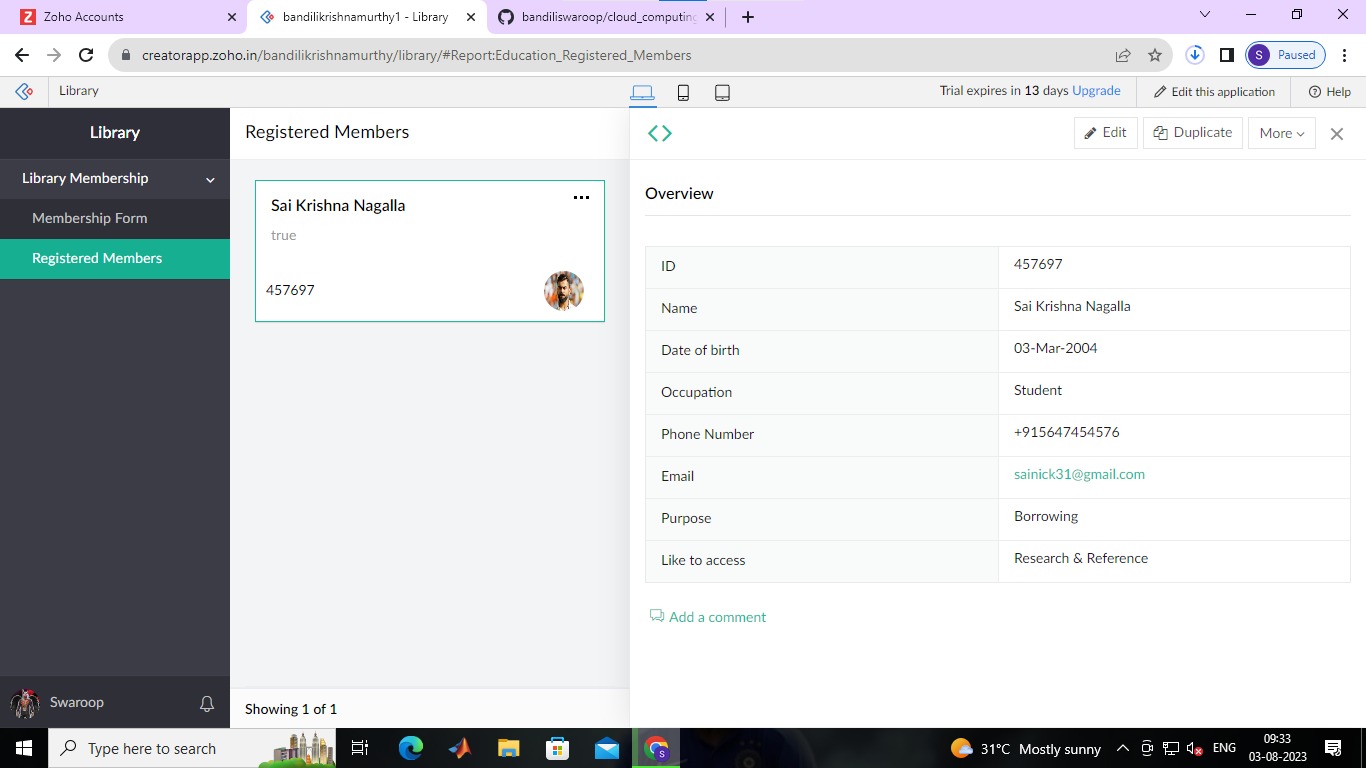 Zoho Accounts
bandilikrishnamurthy1 - Library
bandiliswaroop/cloud_computing
creatorapp.zoho.in/bandilikrishnamurthy/library/#Report:Education_Registered_Members
S Paused
Library
Trial expires in 13 days Upgrade
Edit this application
Help
Library
Library Membership
Membership Form
Registered Members
Swaroop
Registered Members
Sai Krishna Nagalla
true
457697
Showing 1 of 1
Edit
Duplicate
More
Overview
ID 457697
Name Sai Krishna Nagalla
Date of birth 03-Mar-2004
Occupation Student
Phone Number +915647454576
Email sainick31@gmail.com
Purpose Borrowing
Like to access Research & Reference
Add a comment
Type here to search
S
31°C Mostly sunny
ENG
09:33
03-08-2023